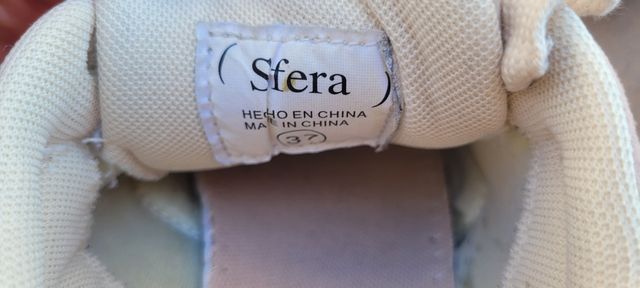 ( Sfera )
HECHO EN CHINA
MADE IN CHINA
37